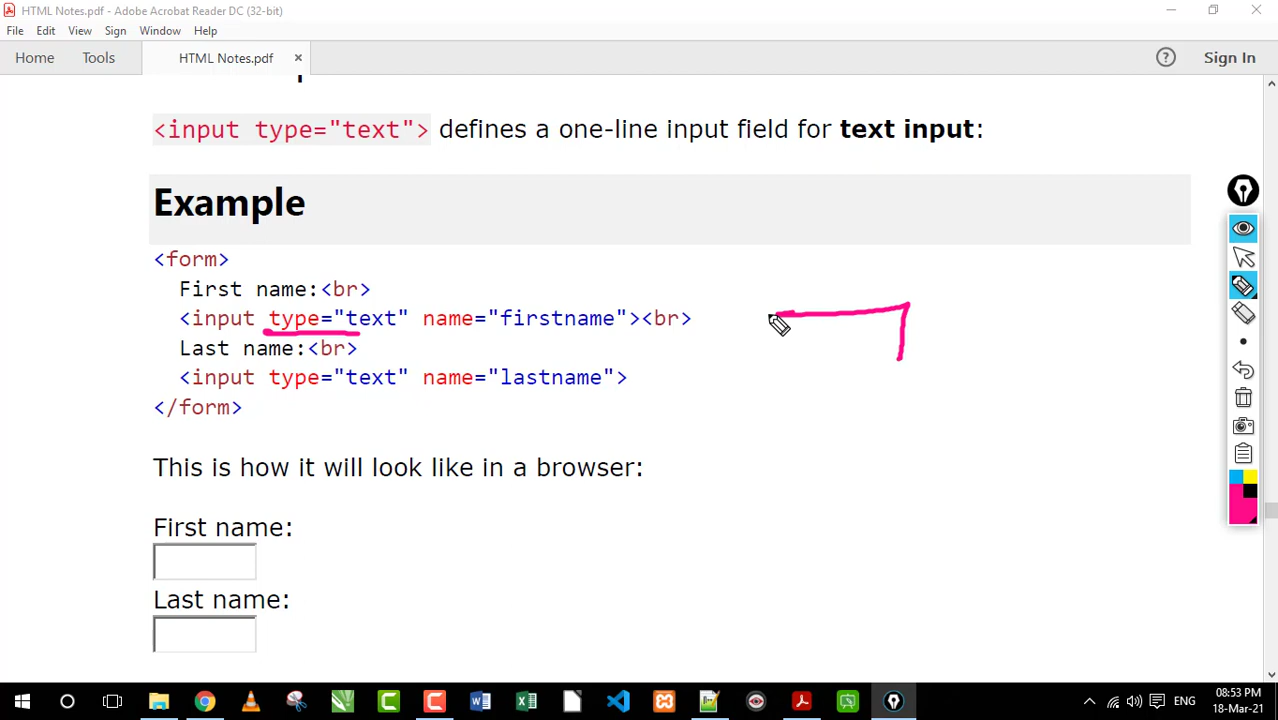 HTML Notes.pdf - Adobe Acrobat Reader DC (32-bit)
File Edit View Sign Window Help
Home Tools HTML Notes.pdf × ? Sign In
<input type="text"> defines a one-line input field for text input:
Example
<form>
First name:<br>
<input type="text" name="firstname"><br>
Last name:<br>
<input type="text" name="lastname">
</form>
This is how it will look like in a browser:
First name:
Last name:
ENG
08:53 PM
18-Mar-21